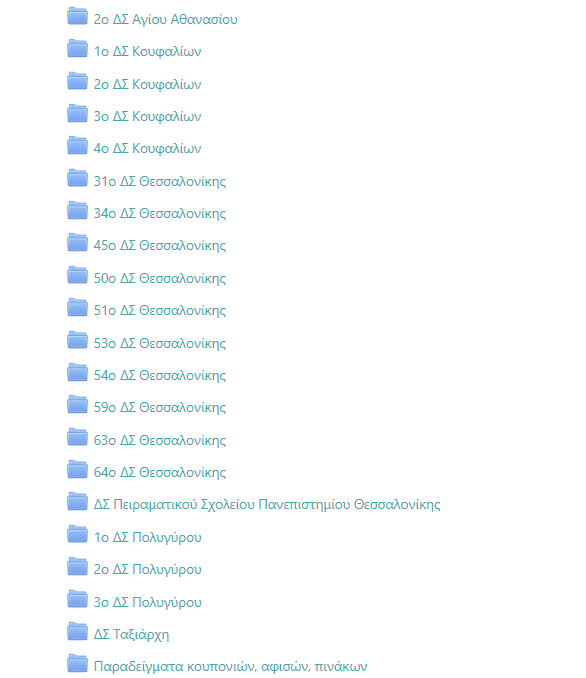 2ο ΔΣ Αγίου Αθανασίου
1ο ΔΣ Κουφαλίων
2ο ΔΣ Κουφαλίων
3ο ΔΣ Κουφαλίων
4ο ΔΣ Κουφαλίων
31ο ΔΣ Θεσσαλονίκης
34ο ΔΣ Θεσσαλονίκης
45ο ΔΣ Θεσσαλονίκης
50ο ΔΣ Θεσσαλονίκης
51ο ΔΣ Θεσσαλονίκης
53ο ΔΣ Θεσσαλονίκης
54ο ΔΣ Θεσσαλονίκης
59ο ΔΣ Θεσσαλονίκης
63ο ΔΣ Θεσσαλονίκης
64ο ΔΣ Θεσσαλονίκης
ΔΣ Πειραματικού Σχολείου Πανεπιστημίου Θεσσαλονίκης
1ο ΔΣ Πολυγύρου
2ο ΔΣ Πολυγύρου
3ο ΔΣ Πολυγύρου
ΔΣ Ταξιάρχη
Παραδείγματα κουπονιών, αφισών, πινάκων